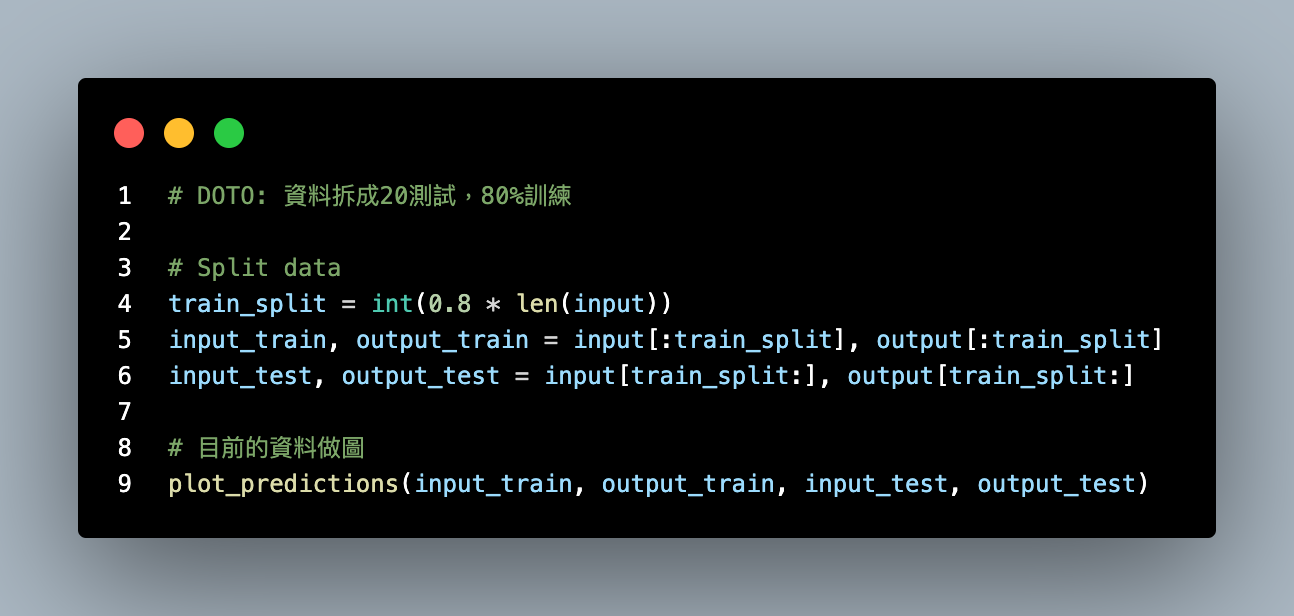 1 # DOTO: 資料拆成20測試，80%訓練
2
3 # Split data
4 train_split = int(0.8 * len(input))
5 input_train, output_train = input[:train_split], output[:train_split]
6 input_test, output_test = input[train_split:], output[train_split:]
7
8 # 目前的資料做圖
9 plot_predictions(input_train, output_train, input_test, output_test)